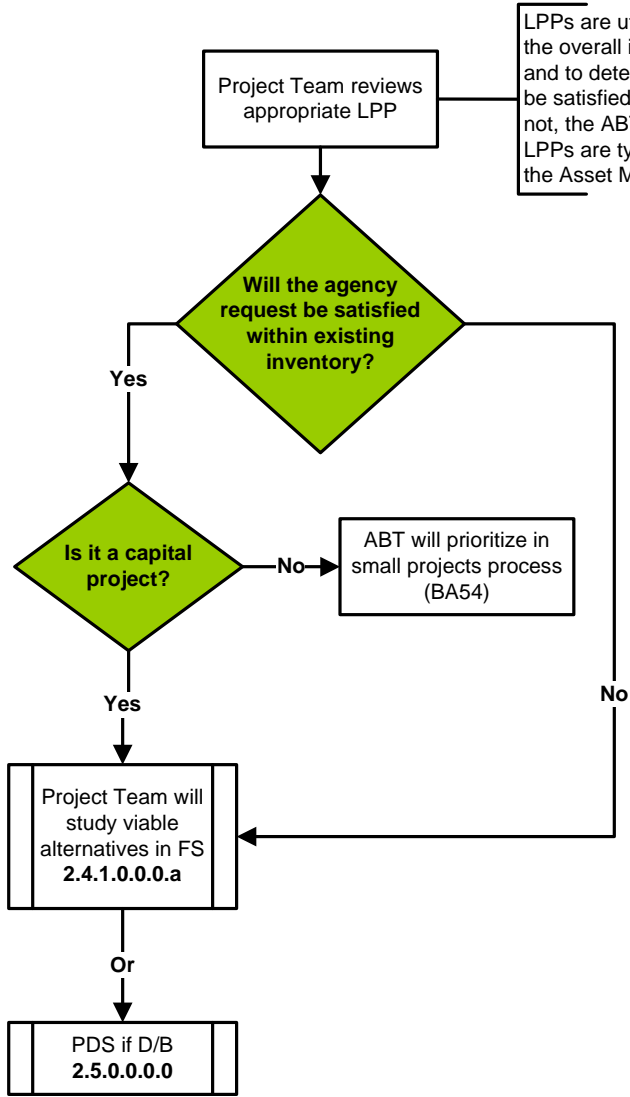 Project Team reviews
appropriate LPP
LPPs are
the overall
and to
be satisfied
not, the
LPPs are
the Asset
Will the agency
request be satisfied
within existing
inventory?
Yes
Is it a capital
project?
No
ABT will prioritize in
small projects process
(BA54)
Yes
No
Project Team will
study viable
alternatives in FS
2.4.1.0.0.0.a
Or
PDS if D/B
2.5.0.0.0.0